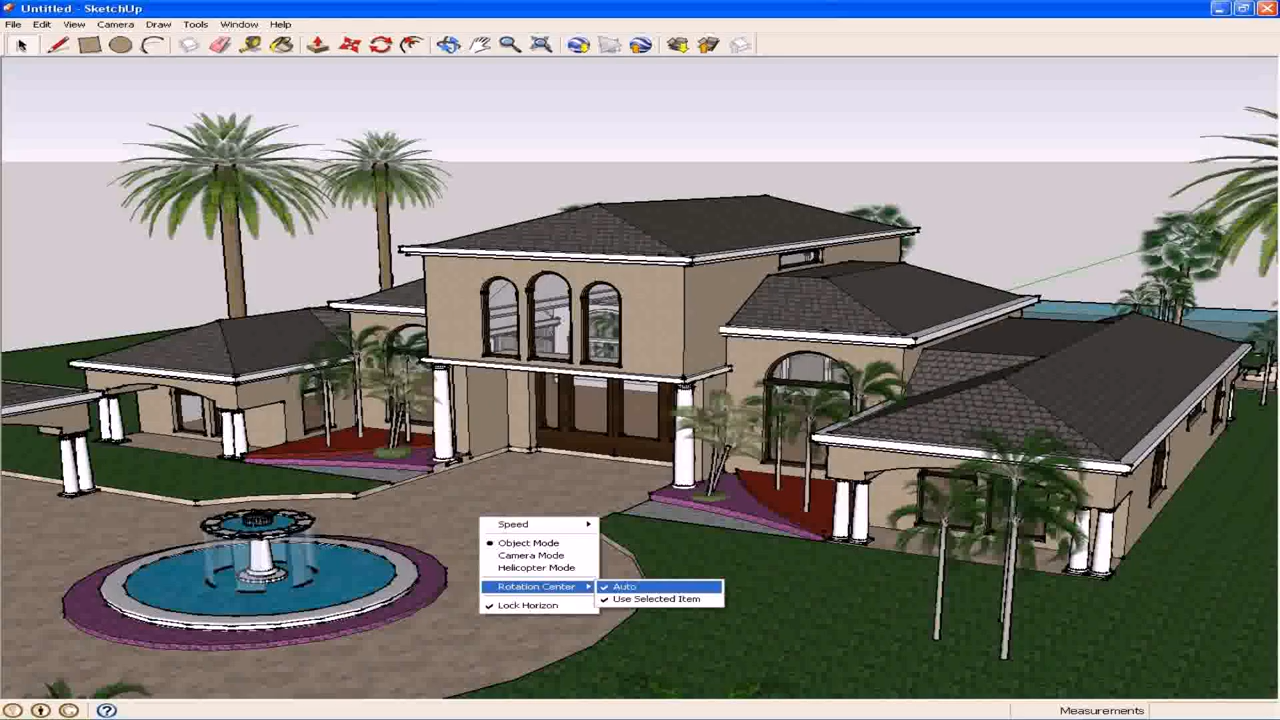 Untitled - SketchUp
File Edit View Camera Draw Tools Window Help
Speed
Object Mode
Camera Mode
Helicopter Mode
Rotation Center
Auto
Use Selected Item
Lock Horizon
Measurements